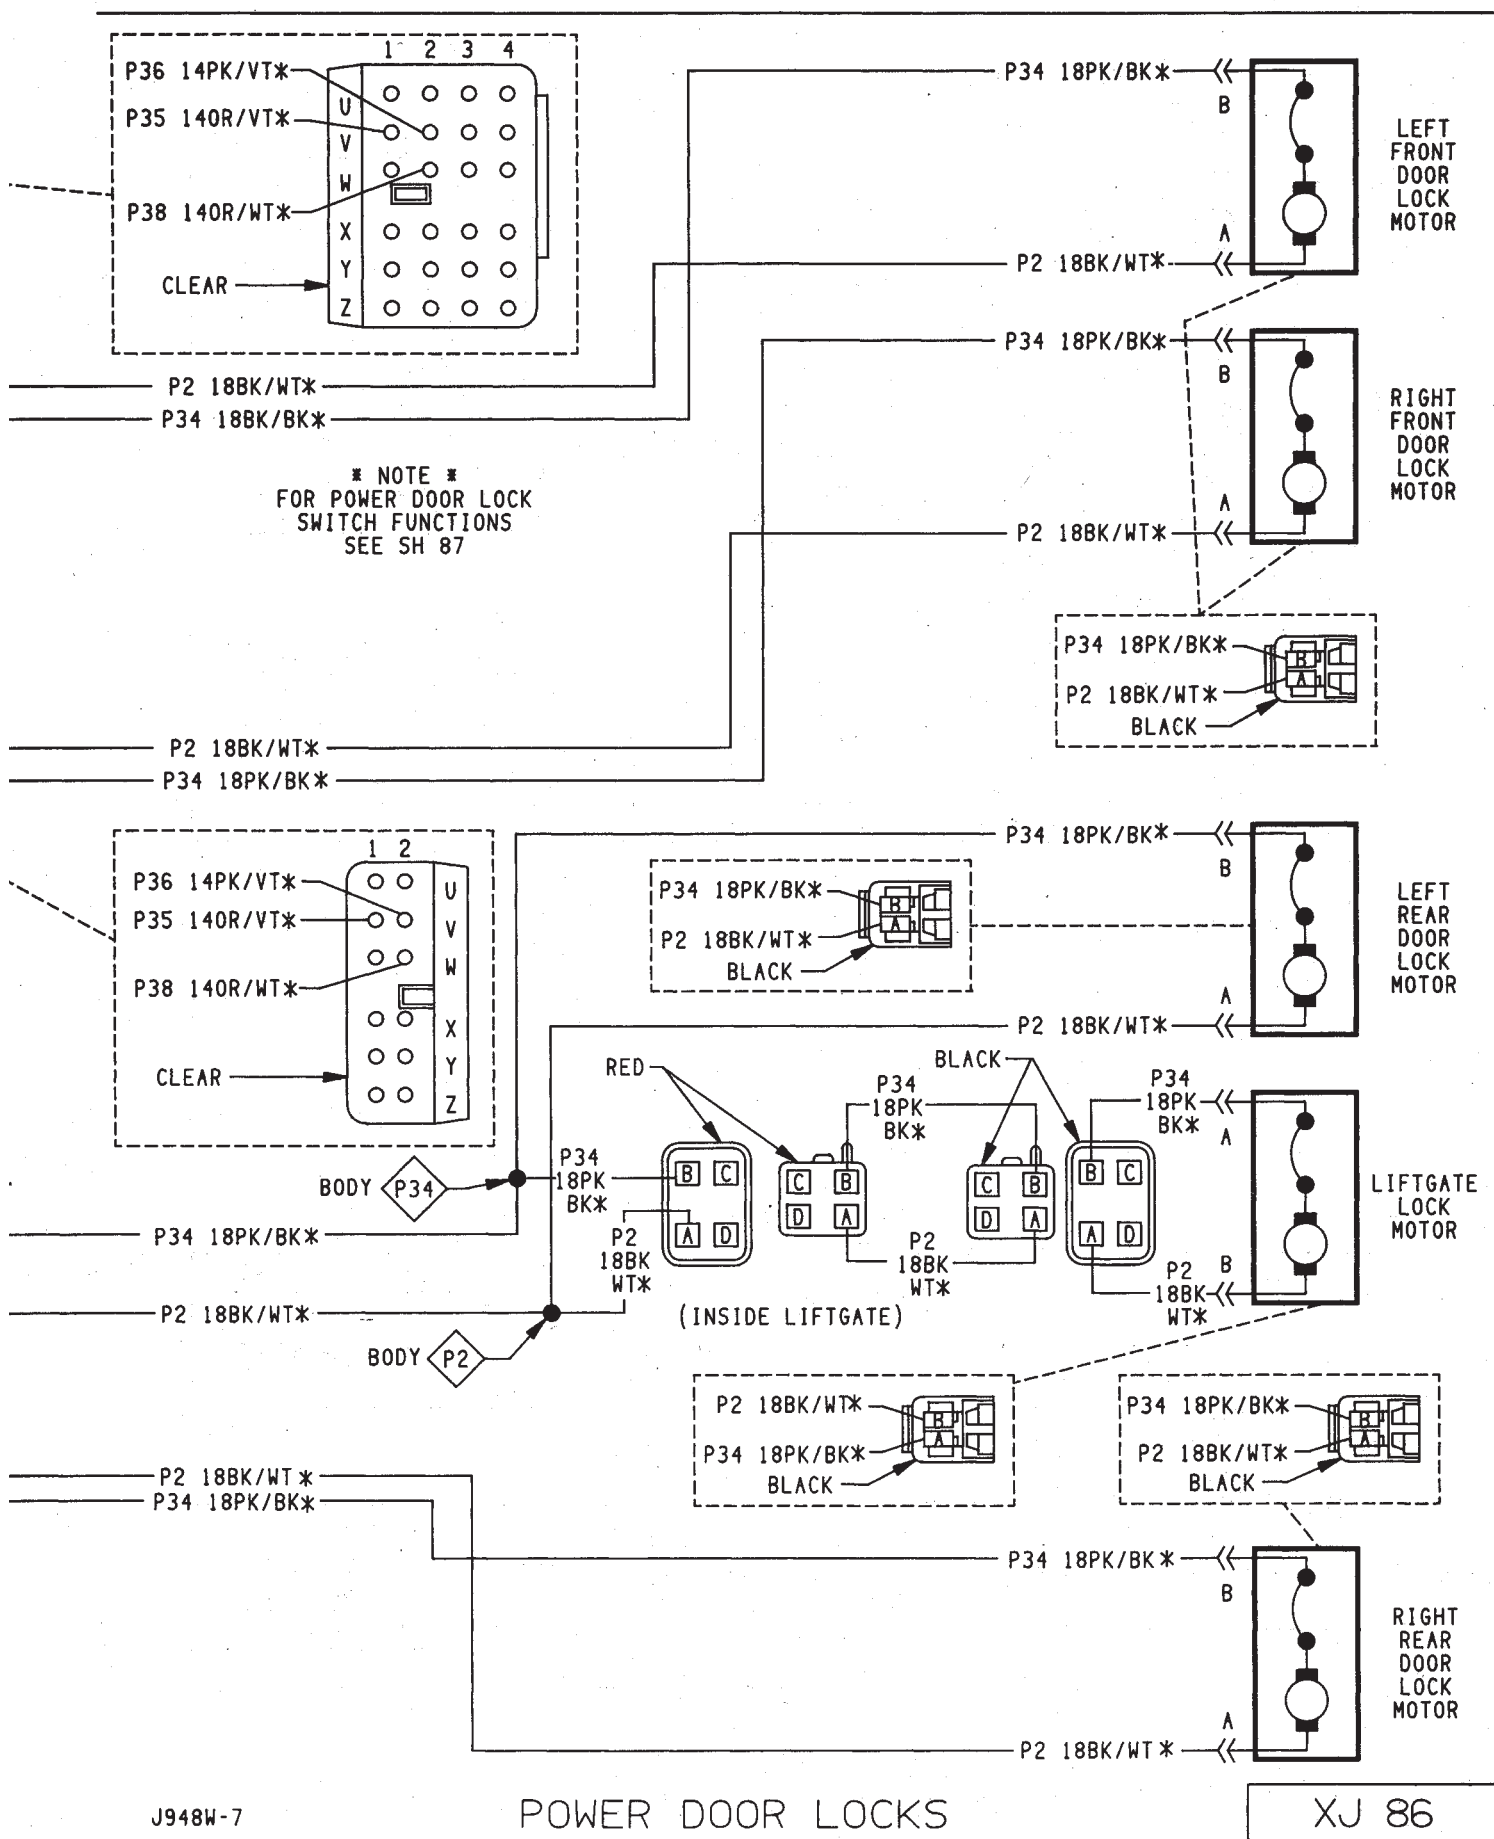 1 2 3 4
P36 14PK/VT*
P35 14OR/VT*
P38 14OR/WT*
CLEAR
U
V
W
X
Y
Z
P34 18PK/BK*
B
A
P2 18BK/WT*
LEFT
FRONT
DOOR
LOCK
MOTOR
P2 18BK/WT*
P34 18BK/BK*
* NOTE *
FOR POWER DOOR LOCK
SWITCH FUNCTIONS
SEE SH 87
P34 18PK/BK*
B
A
P2 18BK/WT*
RIGHT
FRONT
DOOR
LOCK
MOTOR
P34 18PK/BK*
P2 18BK/WT*
BLACK
B
A
P2 18BK/WT*
P34 18PK/BK*
1 2
P36 14PK/VT*
P35 14OR/VT*
P38 14OR/WT*
CLEAR
U
V
W
X
Y
Z
P34 18PK/BK*
P2 18BK/WT*
BLACK
B
A
P34 18PK/BK*
B
A
P2 18BK/WT*
LEFT
REAR
DOOR
LOCK
MOTOR
RED
BLACK
P34
18PK
BK*
P34
18PK
BK*
A
BODY P34
P34
18PK
BK*
B C
A D
C B
D A
C B
D A
B C
A D
LIFTGATE
LOCK
MOTOR
P34 18PK/BK*
P2
18BK
WT*
P2
18BK
WT*
P2
18BK
WT*
B
P2 18BK/WT*
(INSIDE LIFTGATE)
BODY P2
P2 18BK/WT*
P34 18PK/BK*
BLACK
B
A
P34 18PK/BK*
P2 18BK/WT*
BLACK
B
A
P2 18BK/WT*
P34 18PK/BK*
P34 18PK/BK*
B
A
P2 18BK/WT*
RIGHT
REAR
DOOR
LOCK
MOTOR
J948W-7
POWER DOOR LOCKS
XJ 86